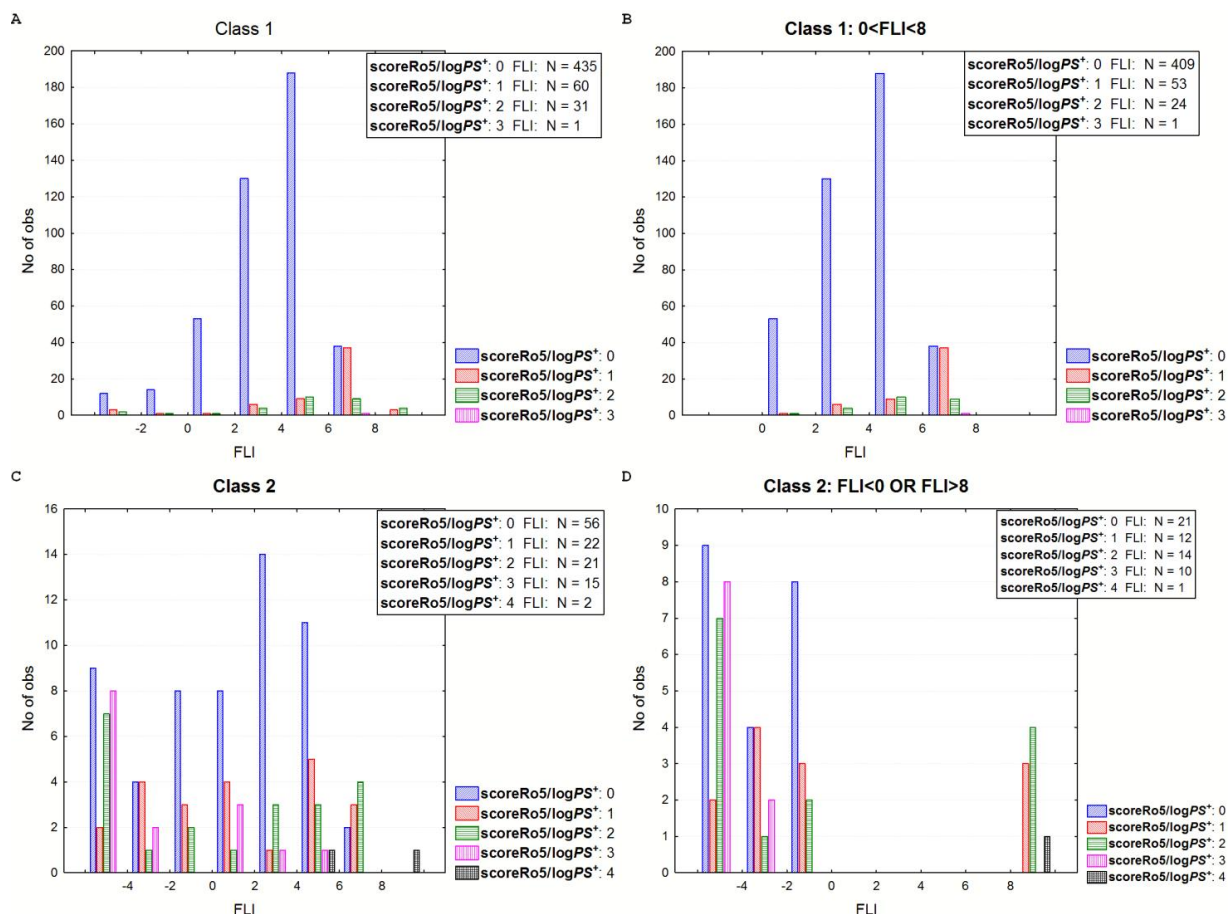 A
Class 1
scoreRo5/logPS+: 0 FLI: N = 435
scoreRo5/logPS+: 1 FLI: N = 60
scoreRo5/logPS+: 2 FLI: N = 31
scoreRo5/logPS+: 3 FLI: N = 1
200
180
160
140
120
100
80
60
40
20
0
No of obs
-2 0 2 4 6 8
FLI
scoreRo5/logPS+: 0
scoreRo5/logPS+: 1
scoreRo5/logPS+: 2
scoreRo5/logPS+: 3
B
Class 1: 0<FLI<8
scoreRo5/logPS+: 0 FLI: N = 409
scoreRo5/logPS+: 1 FLI: N = 53
scoreRo5/logPS+: 2 FLI: N = 24
scoreRo5/logPS+: 3 FLI: N = 1
200
180
160
140
120
100
80
60
40
20
0
No of obs
0 2 4 6 8
FLI
scoreRo5/logPS+: 0
scoreRo5/logPS+: 1
scoreRo5/logPS+: 2
scoreRo5/logPS+: 3
C
Class 2
scoreRo5/logPS+: 0 FLI: N = 56
scoreRo5/logPS+: 1 FLI: N = 22
scoreRo5/logPS+: 2 FLI: N = 21
scoreRo5/logPS+: 3 FLI: N = 15
scoreRo5/logPS+: 4 FLI: N = 2
16
14
12
10
8
6
4
2
0
No of obs
-4 -2 0 2 4 6 8
FLI
scoreRo5/logPS+: 0
scoreRo5/logPS+: 1
scoreRo5/logPS+: 2
scoreRo5/logPS+: 3
scoreRo5/logPS+: 4
D
Class 2: FLI<0 OR FLI>8
scoreRo5/logPS+: 0 FLI: N = 21
scoreRo5/logPS+: 1 FLI: N = 12
scoreRo5/logPS+: 2 FLI: N = 14
scoreRo5/logPS+: 3 FLI: N = 10
scoreRo5/logPS+: 4 FLI: N = 1
10
9
8
7
6
5
4
3
2
1
0
No of obs
-4 -2 0 2 4 6 8
FLI
scoreRo5/logPS+: 0
scoreRo5/logPS+: 1
scoreRo5/logPS+: 2
scoreRo5/logPS+: 3
scoreRo5/logPS+: 4